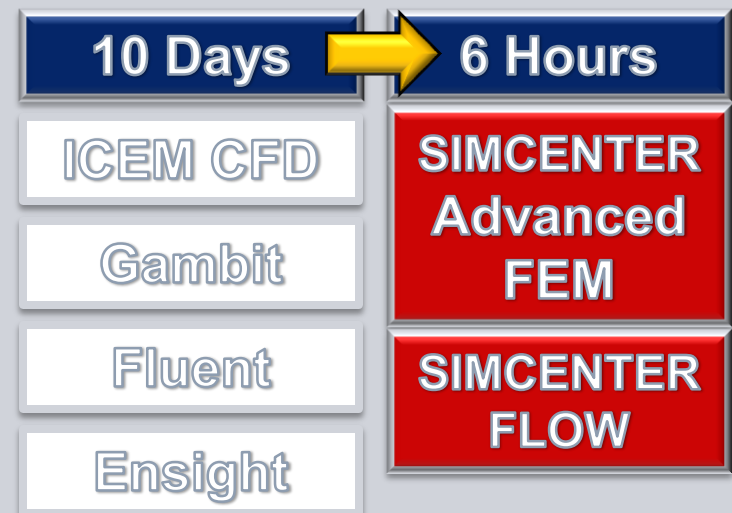 10 Days
6 Hours
ICEM CFD
Gambit
Fluent
Ensight
SIMCENTER
Advanced
FEM
SIMCENTER
FLOW